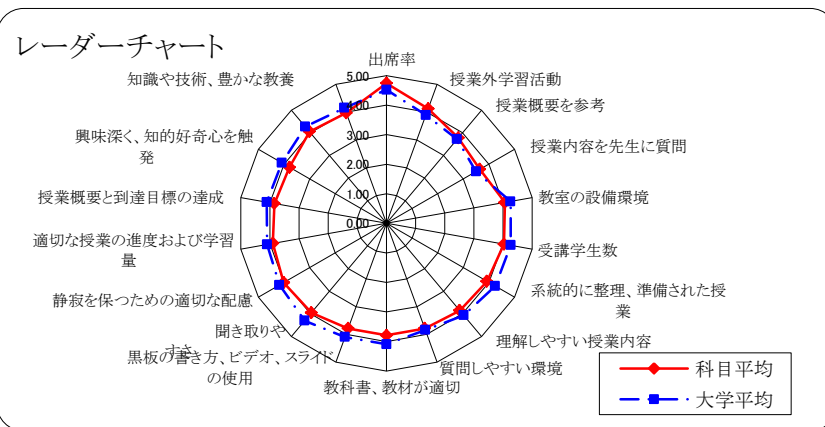 レーダーチャート
出席率
授業外学習活動
授業概要を参考
授業内容を先生に質問
教室の設備環境
受講学生数
系統的に整理、準備された授
業
理解しやすい授業内容
質問しやすい環境
教科書、教材が適切
黒板の書き方、ビデオ、スライド
の使用
聞き取りや
すさ
静寂を保つための適切な配慮
適切な授業の進度および学習
量
授業概要と到達目標の達成
興味深く、知的好奇心を触
発
知識や技術、豊かな教養
5.00
4.00
3.00
2.00
1.00
0.00
科目平均
大学平均